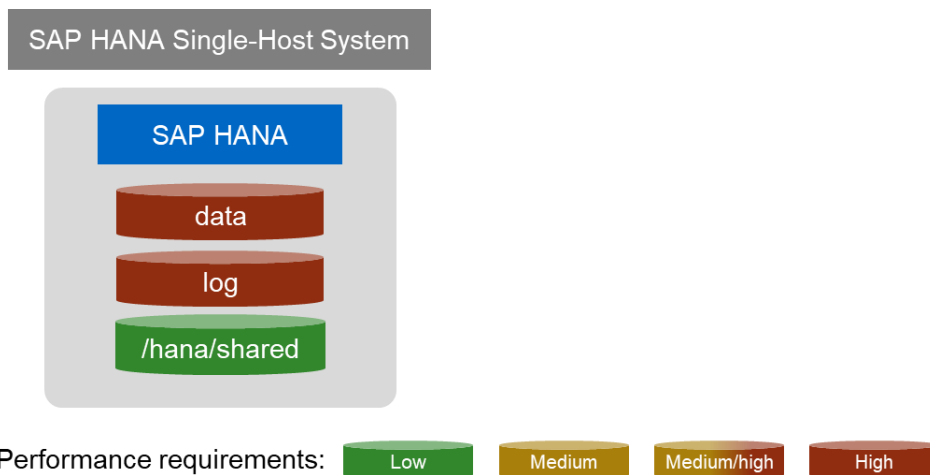 SAP HANA Single-Host System
SAP HANA
data
log
/hana/shared
Performance requirements: Low Medium Medium/high High